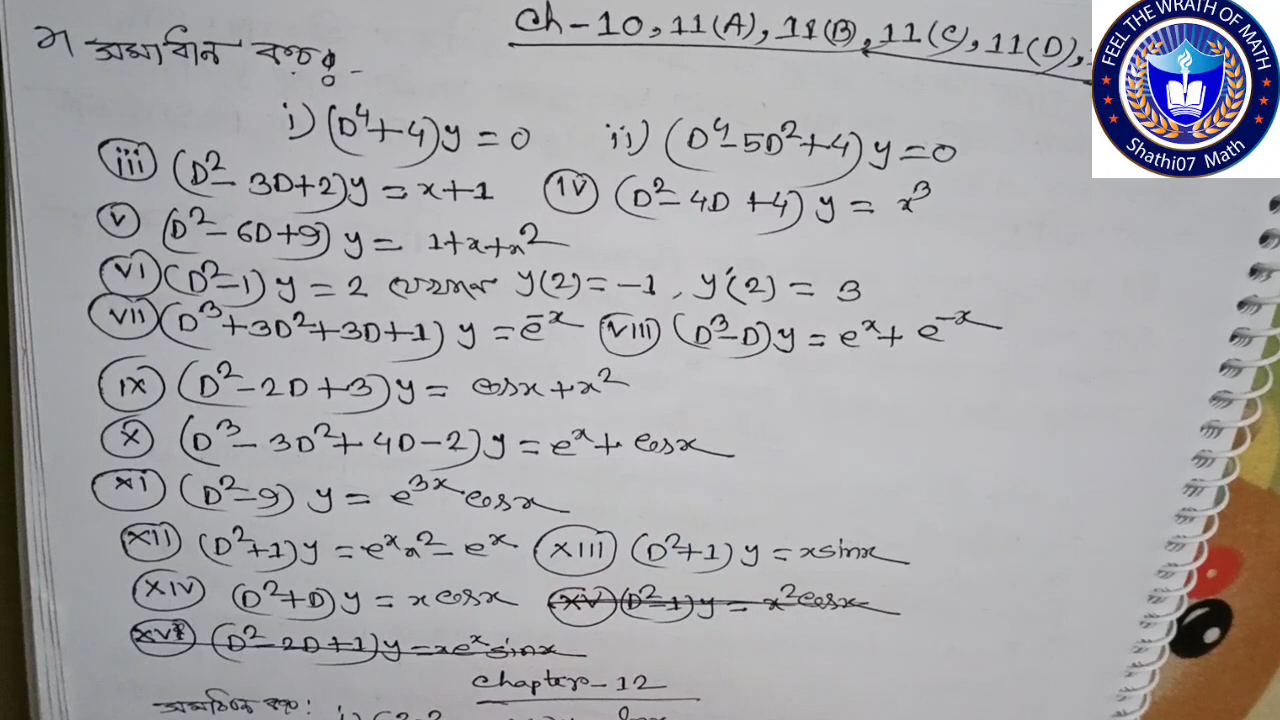 Ch-10, 11(A), 11(B), 11(C), 11(D),
FEEL THE WRATH OF MATH
Shathi07 Math
সমাধান করঃ-
i) (D⁴+4)y=0 ii) (D⁴-5D²+4)y=0
iii) (D²-3D+2)y=x+1 iv) (D²-4D+4)y=x³
v) (D²-6D+9)y=1+x+x²
vi) (D²-1)y=2 যেখানে y(2)=-1, y'(2)=3
vii) (D³+3D²+3D+1)y=e⁻ˣ viii) (D³-D)y=eˣ+e⁻ˣ
ix) (D²-2D+3)y=cosx+x²
x) (D³-3D²+4D-2)y=eˣ+cosx
xi) (D²-9)y=e³ˣcosx
xii) (D²+1)y=eˣx²-eˣ xiii) (D²+1)y=xsinx
xiv) (D²+D)y=xcosx xv) (D²-1)y=x²cosx
xvi) (D²-2D+1)y=xeˣsinx
Chapter-12